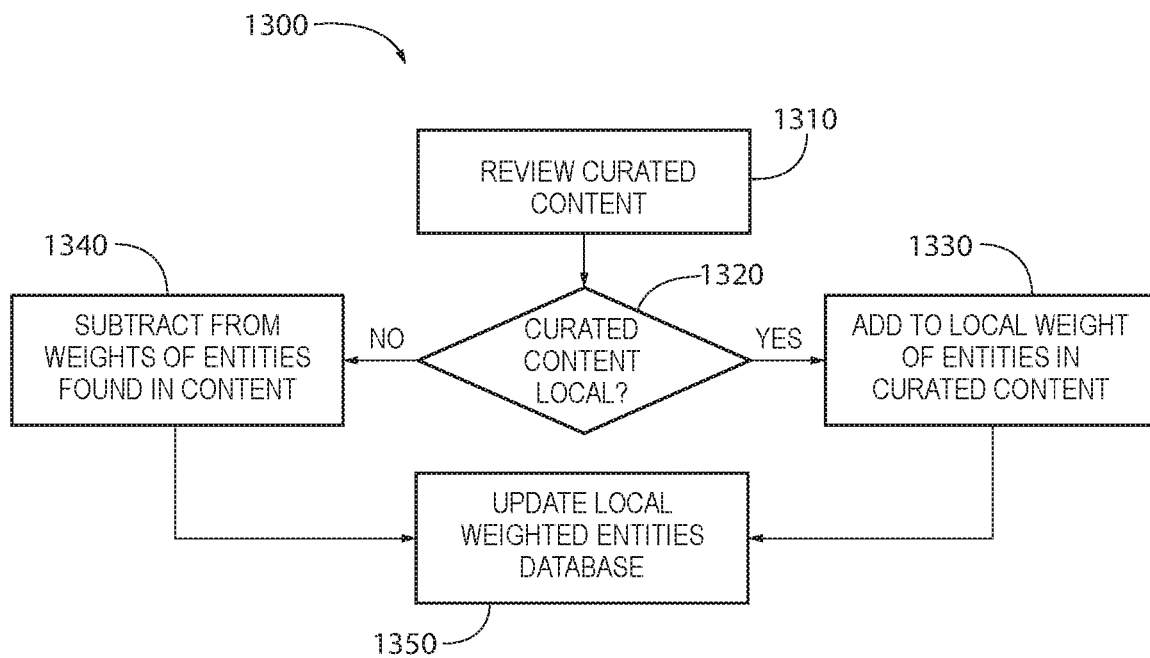 1300
1310
REVIEW CURATED
CONTENT
1340
1330
1320
SUBTRACT FROM
WEIGHTS OF ENTITIES
FOUND IN CONTENT
NO
CURATED
CONTENT
LOCAL?
YES
ADD TO LOCAL WEIGHT
OF ENTITIES IN
CURATED CONTENT
UPDATE LOCAL
WEIGHTED ENTITIES
DATABASE
1350